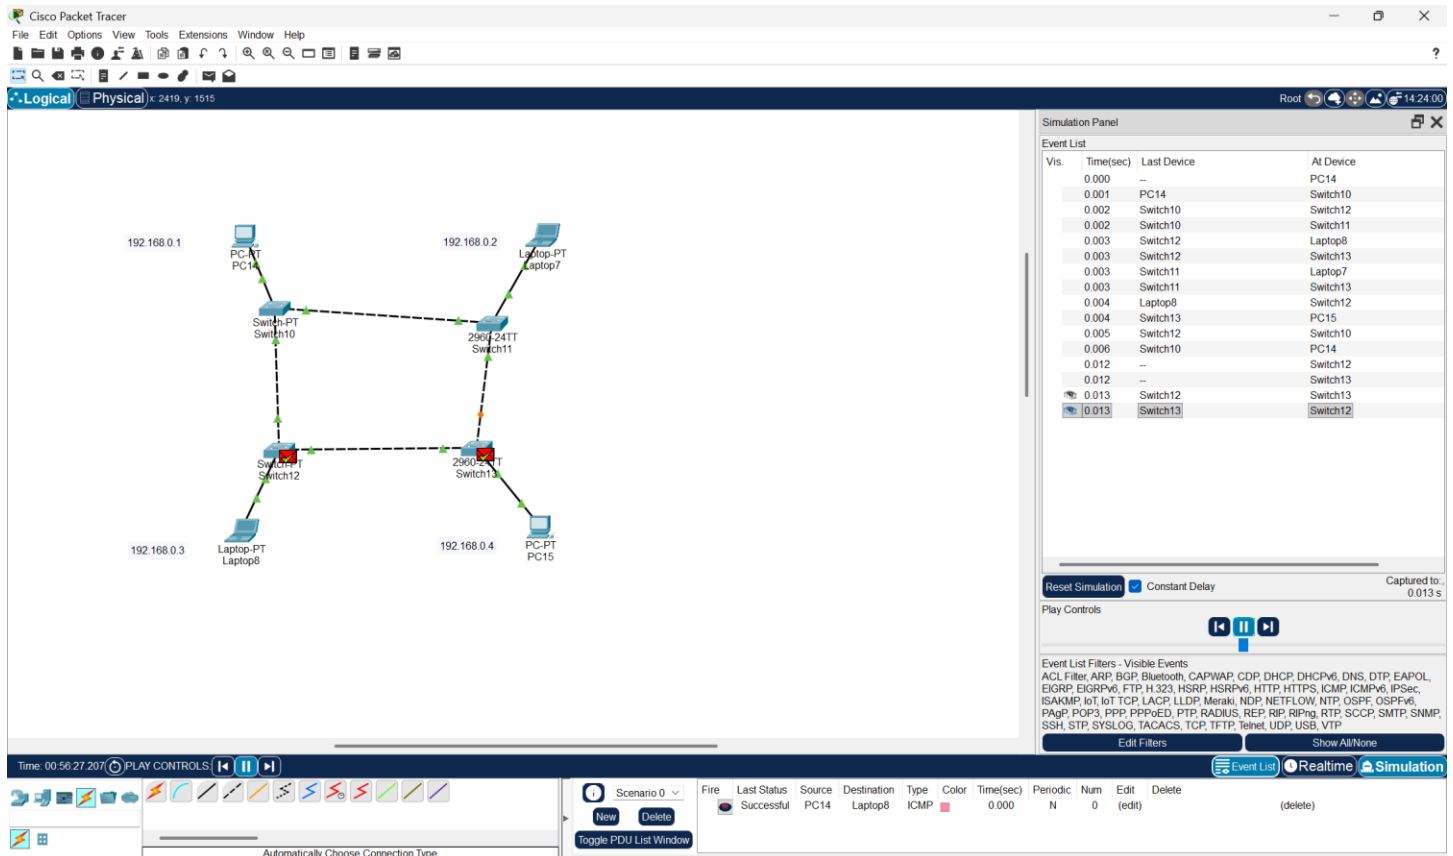 Cisco Packet Tracer
File Edit Options View Tools Extensions Window Help
?
Logical Physical x: 2419, y: 1515 Root 14:24:00
Simulation Panel
Event List
Vis. Time(sec) Last Device At Device
0.000 -- PC14
0.001 PC14 Switch10
0.002 Switch10 Switch12
0.002 Switch10 Switch11
0.003 Switch12 Laptop8
0.003 Switch12 Switch13
0.003 Switch11 Laptop7
0.003 Switch11 Switch13
0.004 Laptop8 Switch12
0.004 Switch13 PC15
0.005 Switch12 Switch10
0.006 Switch10 PC14
0.012 -- Switch12
0.012 -- Switch13
0.013 Switch12 Switch13
0.013 Switch13 Switch12
192.168.0.1
PC-PT
PC14
192.168.0.2
Laptop-PT
Laptop7
Switch-PT
Switch10
2960-24TT
Switch11
Switch-PT
Switch12
2960-24TT
Switch13
192.168.0.3
Laptop-PT
Laptop8
192.168.0.4
PC-PT
PC15
Reset Simulation Constant Delay Captured to:
0.013 s
Play Controls
Event List Filters - Visible Events
ACL Filter, ARP, BGP, Bluetooth, CAPWAP, CDP, DHCP, DHCPv6, DNS, DTP, EAPOL,
EIGRP, EIGRPv6, FTP, H.323, HSRP, HSRPv6, HTTP, HTTPS, ICMP, ICMPv6, IPSec,
ISAKMP, IoT, IoT TCP, LACP, LLDP, Meraki, NDP, NETFLOW, NTP, OSPF, OSPFv6,
PAgP, POP3, PPP, PPPoED, PTP, RADIUS, REP, RIP, RIPng, RTP, SCCP, SMTP, SNMP,
SSH, STP, SYSLOG, TACACS, TCP, TFTP, Telnet, UDP, USB, VTP
Edit Filters Show All/None
Time: 00:56:27.207 PLAY CONTROLS: Event List Realtime Simulation
Scenario 0
New Delete
Toggle PDU List Window
Fire Last Status Source Destination Type Color Time(sec) Periodic Num Edit Delete
Successful PC14 Laptop8 ICMP 0.000 N 0 (edit) (delete)
Automatically Choose Connection Type